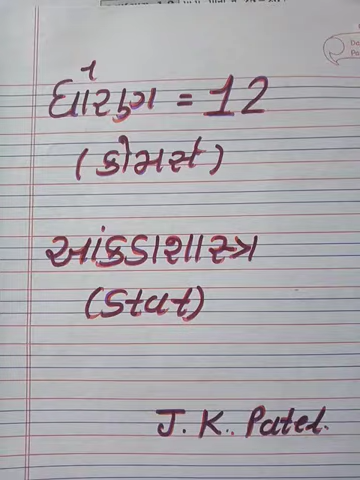 ધોરણ = 12
(કોમર્સ)
આંકડાશાસ્ત્ર
(Stat)
J. K. Patel.